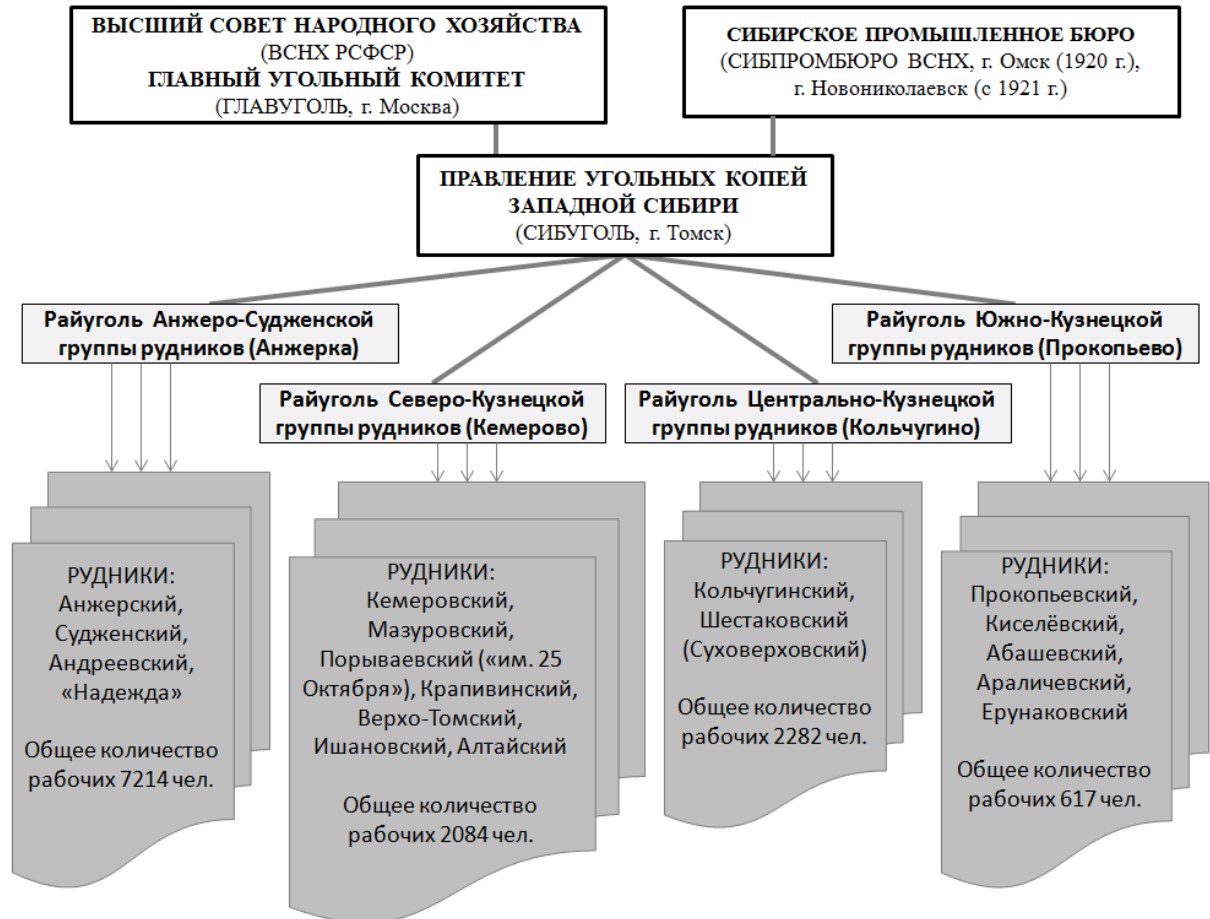 ВЫСШИЙ СОВЕТ НАРОДНОГО ХОЗЯЙСТВА
(ВСНХ РСФСР)
ГЛАВНЫЙ УГОЛЬНЫЙ КОМИТЕТ
(ГЛАВУГОЛЬ, г. Москва)
СИБИРСКОЕ ПРОМЫШЛЕННОЕ БЮРО
(СИБПРОМБЮРО ВСНХ, г. Омск (1920 г.),
г. Новониколаевск (с 1921 г.)
ПРАВЛЕНИЕ УГОЛЬНЫХ КОПЕЙ
ЗАПАДНОЙ СИБИРИ
(СИБУГОЛЬ, г. Томск)
Райуголь Анжеро-Судженской
группы рудников (Анжерка)
Райуголь Северо-Кузнецкой
группы рудников (Кемерово)
Райуголь Центрально-Кузнецкой
группы рудников (Кольчугино)
Райуголь Южно-Кузнецкой
группы рудников (Прокопьево)
РУДНИКИ:
Анжерский,
Судженский,
Андреевский,
«Надежда»
Общее количество
рабочих 7214 чел.
РУДНИКИ:
Кемеровский,
Мазуровский,
Порываевский («им. 25
Октября»), Крапивинский,
Верхо-Томский,
Ишановский, Алтайский
Общее количество
рабочих 2084 чел.
РУДНИКИ:
Кольчугинский,
Шестаковский
(Суховерховский)
Общее количество
рабочих 2282 чел.
РУДНИКИ:
Прокопьевский,
Киселёвский,
Абашевский,
Араличевский,
Ерунаковский
Общее количество
рабочих 617 чел.